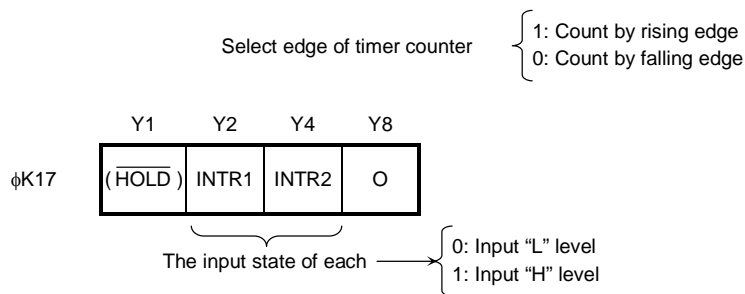 Select edge of timer counter
1: Count by rising edge
0: Count by falling edge
Y1 Y2 Y4 Y8
ϕK17 (HOLD) INTR1 INTR2 O
The input state of each
0: Input “L” level
1: Input “H” level